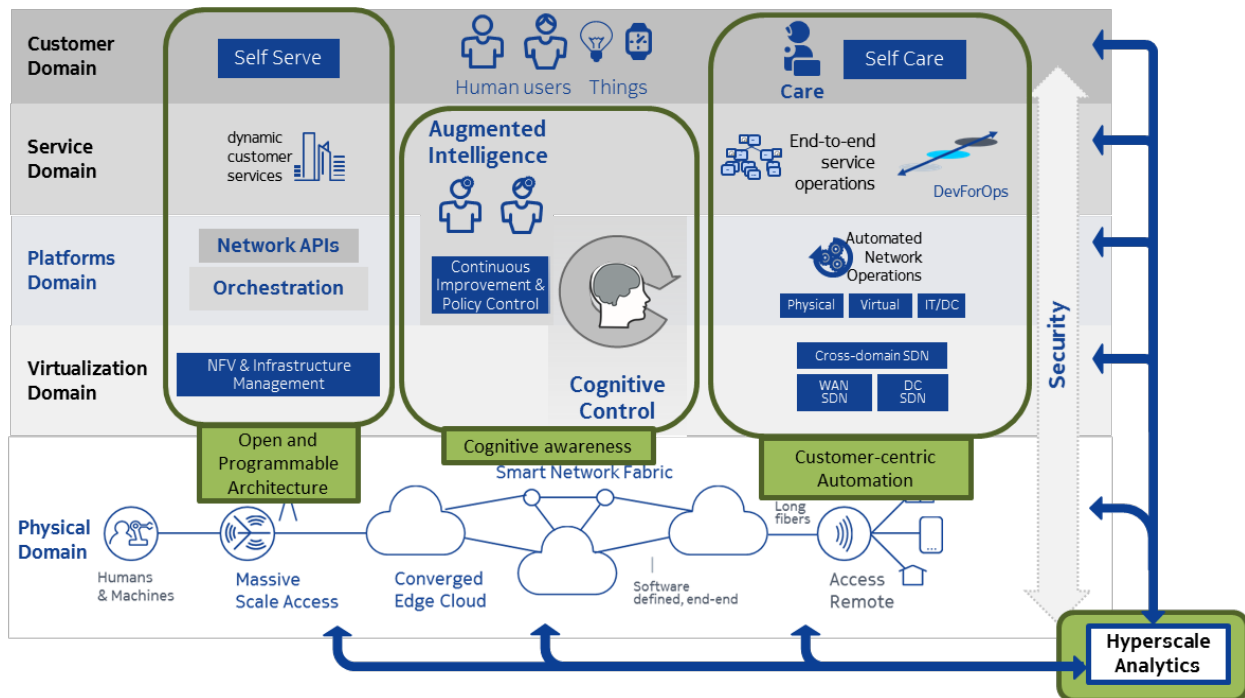 Customer
Domain
Self Serve
Human users
Things
Care
Self Care
Service
Domain
dynamic
customer
services
Augmented
Intelligence
End-to-end
service
operations
DevForOps
Platforms
Domain
Network APIs
Orchestration
Continuous
Improvement &
Policy Control
Automated
Network
Operations
Physical
Virtual
IT/DC
Virtualization
Domain
NFV & Infrastructure
Management
Cognitive
Control
Cross-domain SDN
WAN
SDN
DC
SDN
Security
Open and
Programmable
Architecture
Cognitive awareness
Customer-centric
Automation
Physical
Domain
Humans
& Machines
Massive
Scale Access
Converged
Edge Cloud
Smart Network Fabric
Software
defined, end-end
Long
fibers
Access
Remote
Hyperscale
Analytics